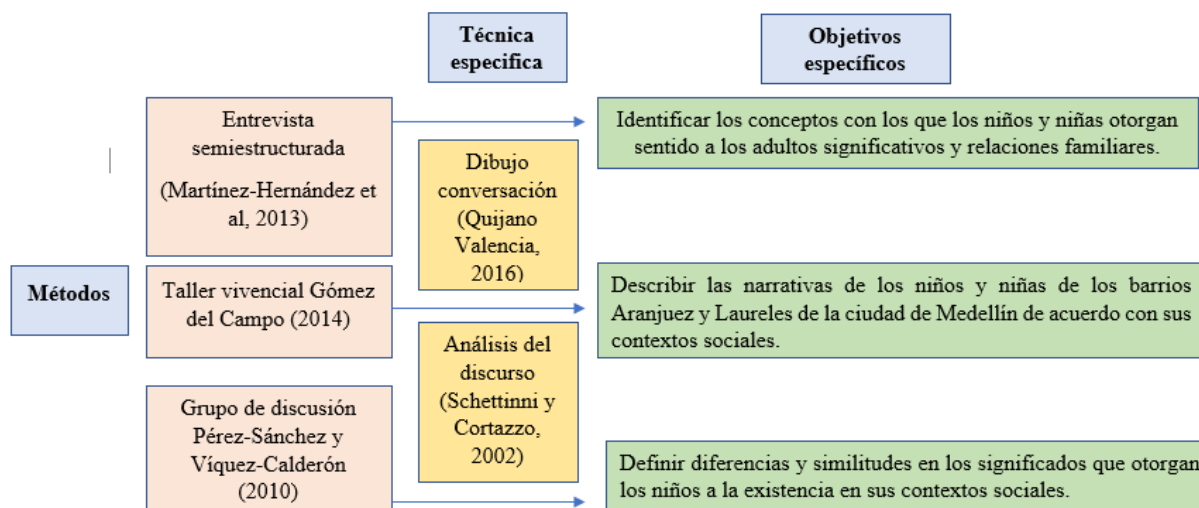 Técnica
especifica
Objetivos
específicos
Entrevista
semiestructurada
(Martínez-Hernández et
al, 2013)
Identificar los conceptos con los que los niños y niñas otorgan
sentido a los adultos significativos y relaciones familiares.
Dibujo
conversación
(Quijano
Valencia,
2016)
Métodos
Taller vivencial Gómez
del Campo (2014)
Describir las narrativas de los niños y niñas de los barrios
Aranjuez y Laureles de la ciudad de Medellín de acuerdo con sus
contextos sociales.
Análisis del
discurso
(Schettinni y
Cortazzo,
2002)
Grupo de discusión
Pérez-Sánchez y
Víquez-Calderón
(2010)
Definir diferencias y similitudes en los significados que otorgan
los niños a la existencia en sus contextos sociales.